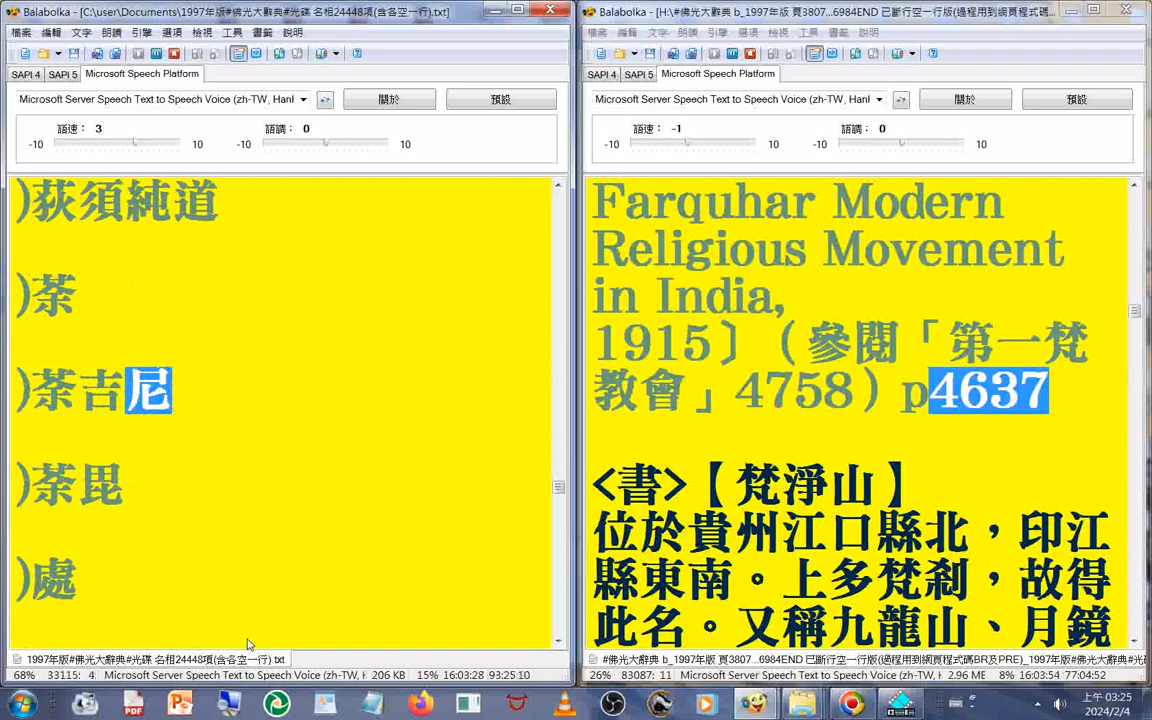 Balabolka - [C:\user\Documents\1997年版#佛光大辭典#光碟 名相24448項(含各空一行).txt]
檔案 編輯 文字 朗讀 引擎 選項 檢視 工具 書籤 說明
SAPI 4 SAPI 5 Microsoft Speech Platform
Microsoft Server Speech Text to Speech Voice (zh-TW, Hanl
關於 預設
語速： 3 語調： 0
-10 10 -10 10
)荻須純道
)荼
)荼吉尼
)荼毘
)處
1997年版#佛光大辭典#光碟 名相24448項(含各空一行).txt
68% 33115: 4 Microsoft Server Speech Text to Speech Voice (zh-TW, H 206 KB 15% 16:03:28 93:25:10
Balabolka - [H:\#佛光大辭典 b_1997年版 頁3807...6984END 已斷行空一行版(過程用到網頁程式碼...
檔案 編輯 文字 朗讀 引擎 選項 檢視 工具 書籤 說明
SAPI 4 SAPI 5 Microsoft Speech Platform
Microsoft Server Speech Text to Speech Voice (zh-TW, Hanl
關於 預設
語速： -1 語調： 0
-10 10 -10 10
Farquhar Modern
Religious Movement
in India,
1915〕（參閱「第一梵
教會」4758）p4637
<書>【梵淨山】
位於貴州江口縣北，印江
縣東南。上多梵剎，故得
此名。又稱九龍山、月鏡
#佛光大辭典 b_1997年版 頁3807...6984END 已斷行空一行版(過程用到網頁程式碼BR及PRE)_1997年版#光
26% 83087: 11 Microsoft Server Speech Text to Speech Voice (zh-TW, H 2.96 ME 8% 16:03:54 77:04:52
PDF
上午 03:25
2024/2/4